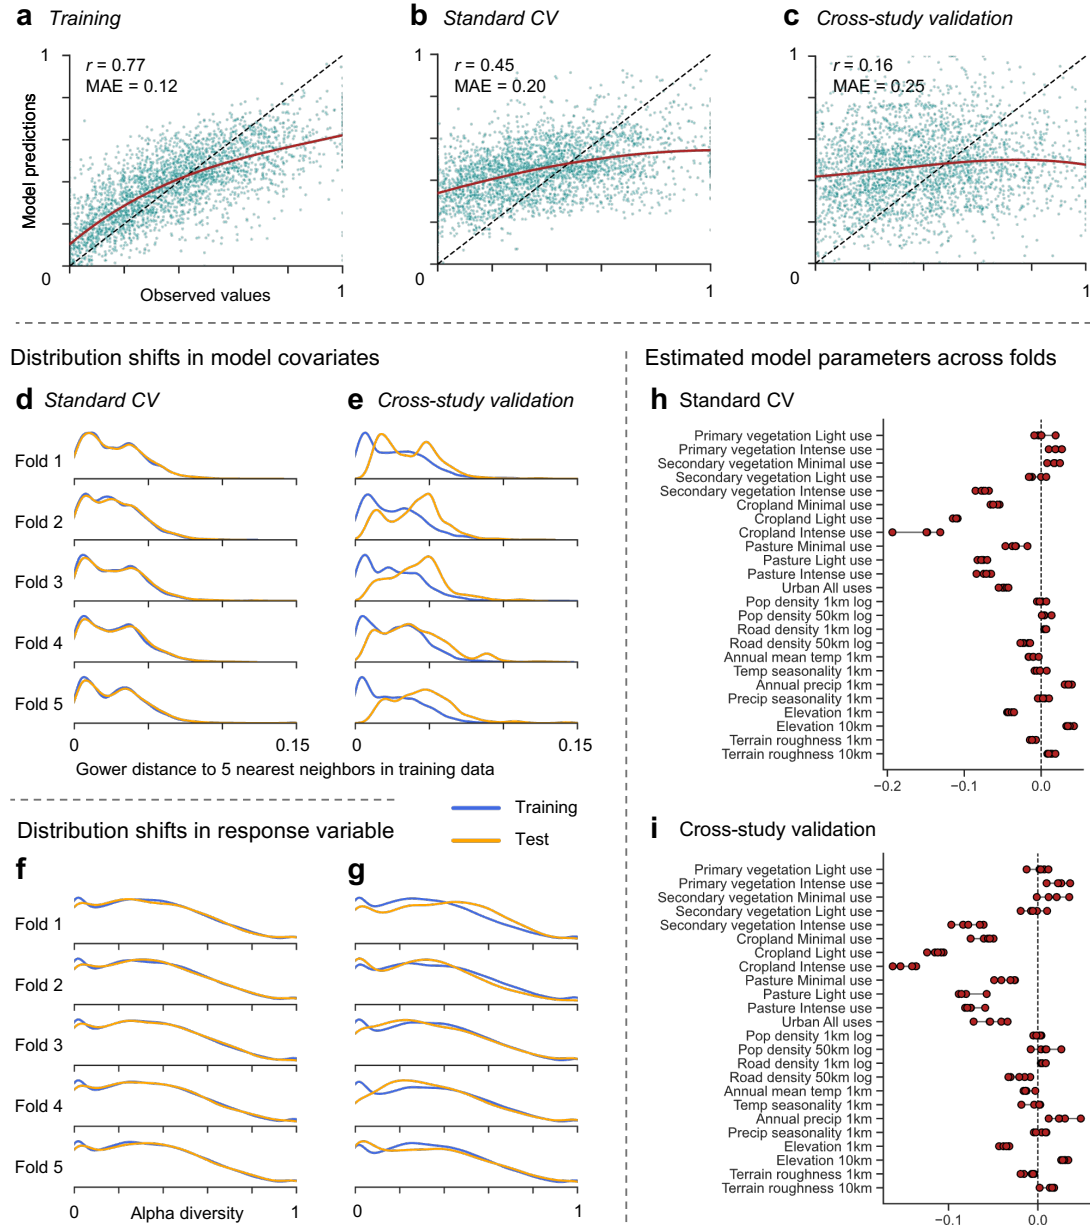 a Training
b Standard CV
c Cross-study validation
1
r = 0.77
MAE = 0.12
Model predictions
0
Observed values
1
1
r = 0.45
MAE = 0.20
0
1
1
r = 0.16
MAE = 0.25
0
1
Distribution shifts in model covariates
d Standard CV
e Cross-study validation
Fold 1
Fold 2
Fold 3
Fold 4
Fold 5
0
0.15
0
0.15
Gower distance to 5 nearest neighbors in training data
Training
Test
Distribution shifts in response variable
f
g
Fold 1
Fold 2
Fold 3
Fold 4
Fold 5
0
Alpha diversity
1
0
1
Estimated model parameters across folds
h Standard CV
Primary vegetation Light use
Primary vegetation Intense use
Secondary vegetation Minimal use
Secondary vegetation Light use
Secondary vegetation Intense use
Cropland Minimal use
Cropland Light use
Cropland Intense use
Pasture Minimal use
Pasture Light use
Pasture Intense use
Urban All uses
Pop density 1km log
Pop density 50km log
Road density 1km log
Road density 50km log
Annual mean temp 1km
Temp seasonality 1km
Annual precip 1km
Precip seasonality 1km
Elevation 1km
Elevation 10km
Terrain roughness 1km
Terrain roughness 10km
−0.2
−0.1
0.0
i Cross-study validation
Primary vegetation Light use
Primary vegetation Intense use
Secondary vegetation Minimal use
Secondary vegetation Light use
Secondary vegetation Intense use
Cropland Minimal use
Cropland Light use
Cropland Intense use
Pasture Minimal use
Pasture Light use
Pasture Intense use
Urban All uses
Pop density 1km log
Pop density 50km log
Road density 1km log
Road density 50km log
Annual mean temp 1km
Temp seasonality 1km
Annual precip 1km
Precip seasonality 1km
Elevation 1km
Elevation 10km
Terrain roughness 1km
Terrain roughness 10km
−0.1
0.0